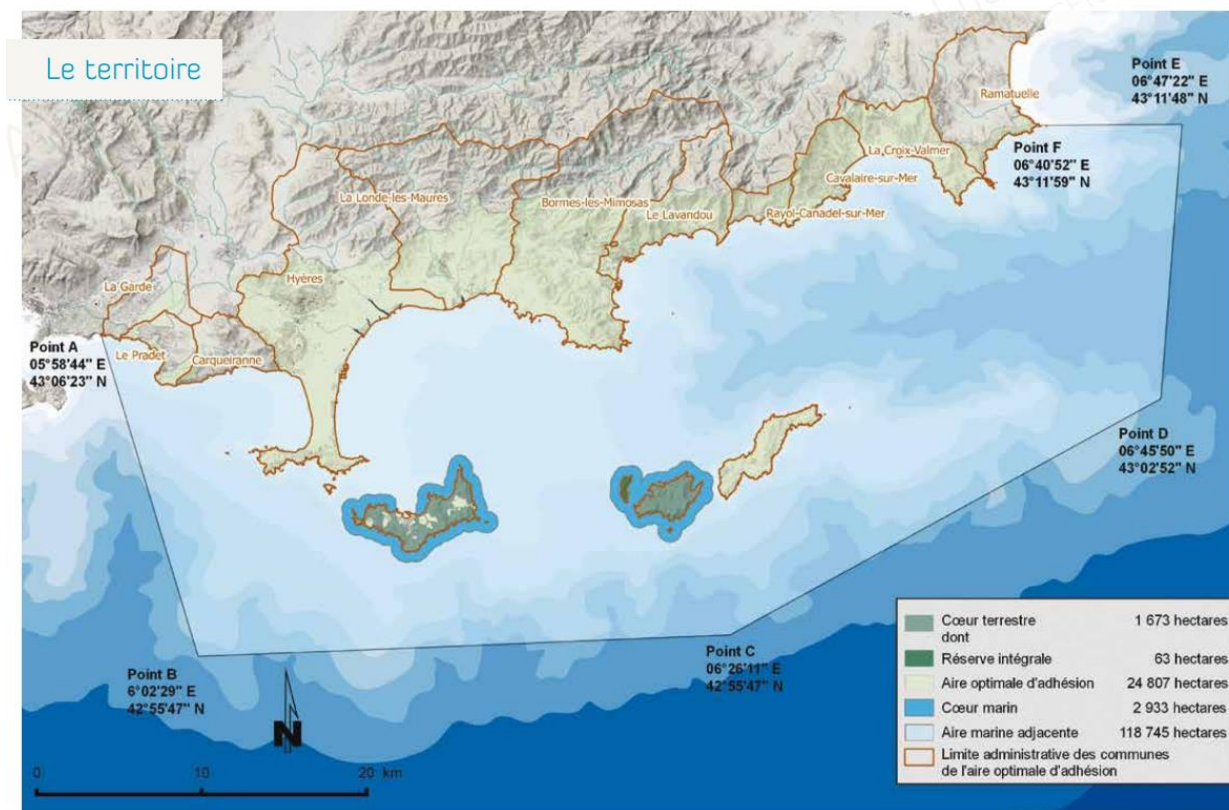 Le territoire
Point E
06°47'22" E
43°11'48" N
Ramatuelle
Point F
06°40'52" E
43°11'59" N
La Croix-Valmer
Cavalaire-sur-Mer
Rayol-Canadel-sur-Mer
La Londe-les-Maures
Bormes-les-Mimosas
Le Lavandou
Hyères
La Garde
Le Pradet
Carqueiranne
Point A
05°58'44" E
43°06'23" N
Point D
06°45'50" E
43°02'52" N
Point C
06°26'11" E
42°55'47" N
Point B
6°02'29" E
42°55'47" N
N
0 10 20 km
Cœur terrestre 1 673 hectares
dont
Réserve intégrale 63 hectares
Aire optimale d'adhésion 24 807 hectares
Cœur marin 2 933 hectares
Aire marine adjacente 118 745 hectares
Limite administrative des communes
de l'aire optimale d'adhésion